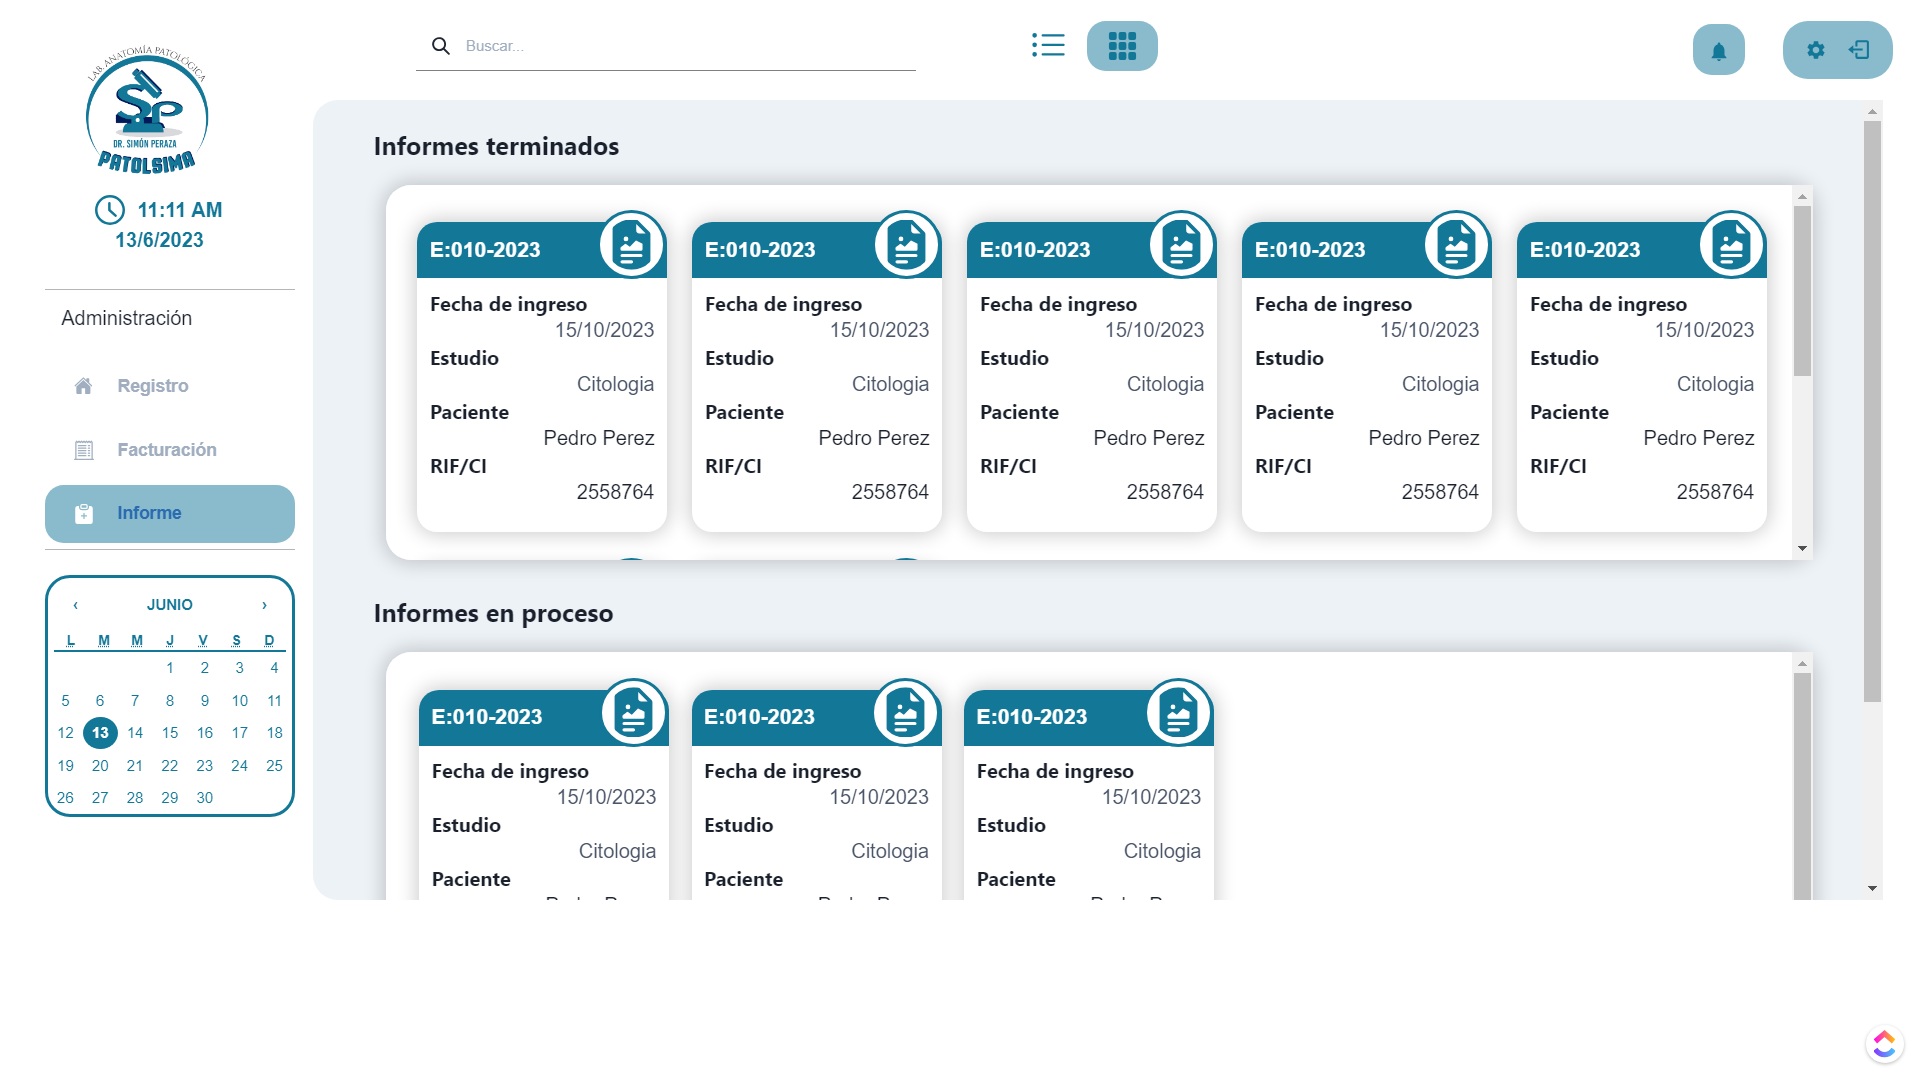 LAB. ANATOMÍA PATOLÓGICA
SP
DR. SIMÓN PERAZA
PATOLSIMA
11:11 AM
13/6/2023
Administración
Registro
Facturación
Informe
‹ JUNIO ›
L M M J V S D
1 2 3 4
5 6 7 8 9 10 11
12 13 14 15 16 17 18
19 20 21 22 23 24 25
26 27 28 29 30
Buscar...
Informes terminados
E:010-2023 E:010-2023 E:010-2023 E:010-2023 E:010-2023
Fecha de ingreso Fecha de ingreso Fecha de ingreso Fecha de ingreso Fecha de ingreso
15/10/2023 15/10/2023 15/10/2023 15/10/2023 15/10/2023
Estudio Estudio Estudio Estudio Estudio
Citologia Citologia Citologia Citologia Citologia
Paciente Paciente Paciente Paciente Paciente
Pedro Perez Pedro Perez Pedro Perez Pedro Perez Pedro Perez
RIF/CI RIF/CI RIF/CI RIF/CI RIF/CI
2558764 2558764 2558764 2558764 2558764
Informes en proceso
E:010-2023 E:010-2023 E:010-2023
Fecha de ingreso Fecha de ingreso Fecha de ingreso
15/10/2023 15/10/2023 15/10/2023
Estudio Estudio Estudio
Citologia Citologia Citologia
Paciente Paciente Paciente